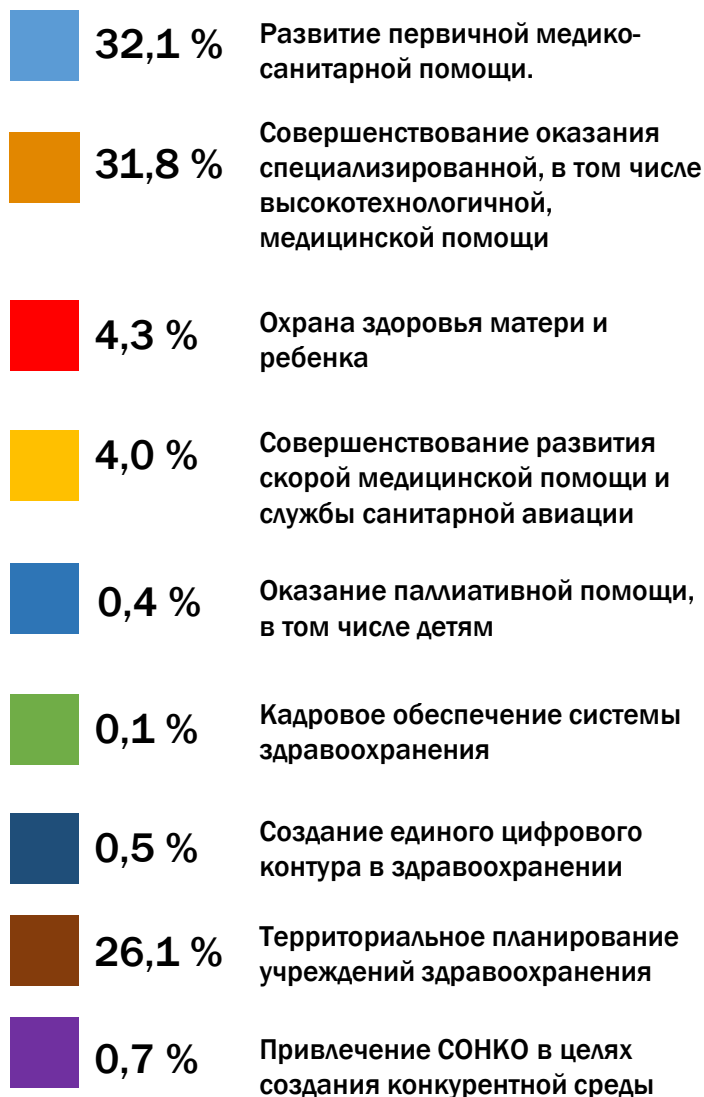 32,1 %
Развитие первичной медико-
санитарной помощи.
31,8 %
Совершенствование оказания
специализированной, в том числе
высокотехнологичной,
медицинской помощи
4,3 %
Охрана здоровья матери и
ребенка
4,0 %
Совершенствование развития
скорой медицинской помощи и
службы санитарной авиации
0,4 %
Оказание паллиативной помощи,
в том числе детям
0,1 %
Кадровое обеспечение системы
здравоохранения
0,5 %
Создание единого цифрового
контура в здравоохранении
26,1 %
Территориальное планирование
учреждений здравоохранения
0,7 %
Привлечение СОНКО в целях
создания конкурентной среды